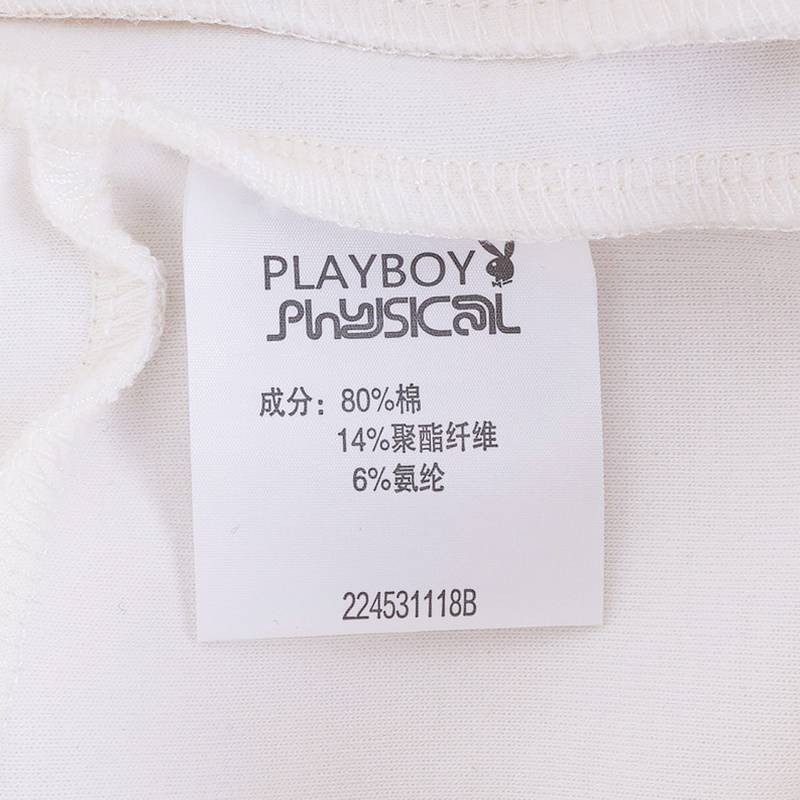 PLAYBOY
PHYSICAL
成分：80%棉
14%聚酯纤维
6%氨纶
224531118B